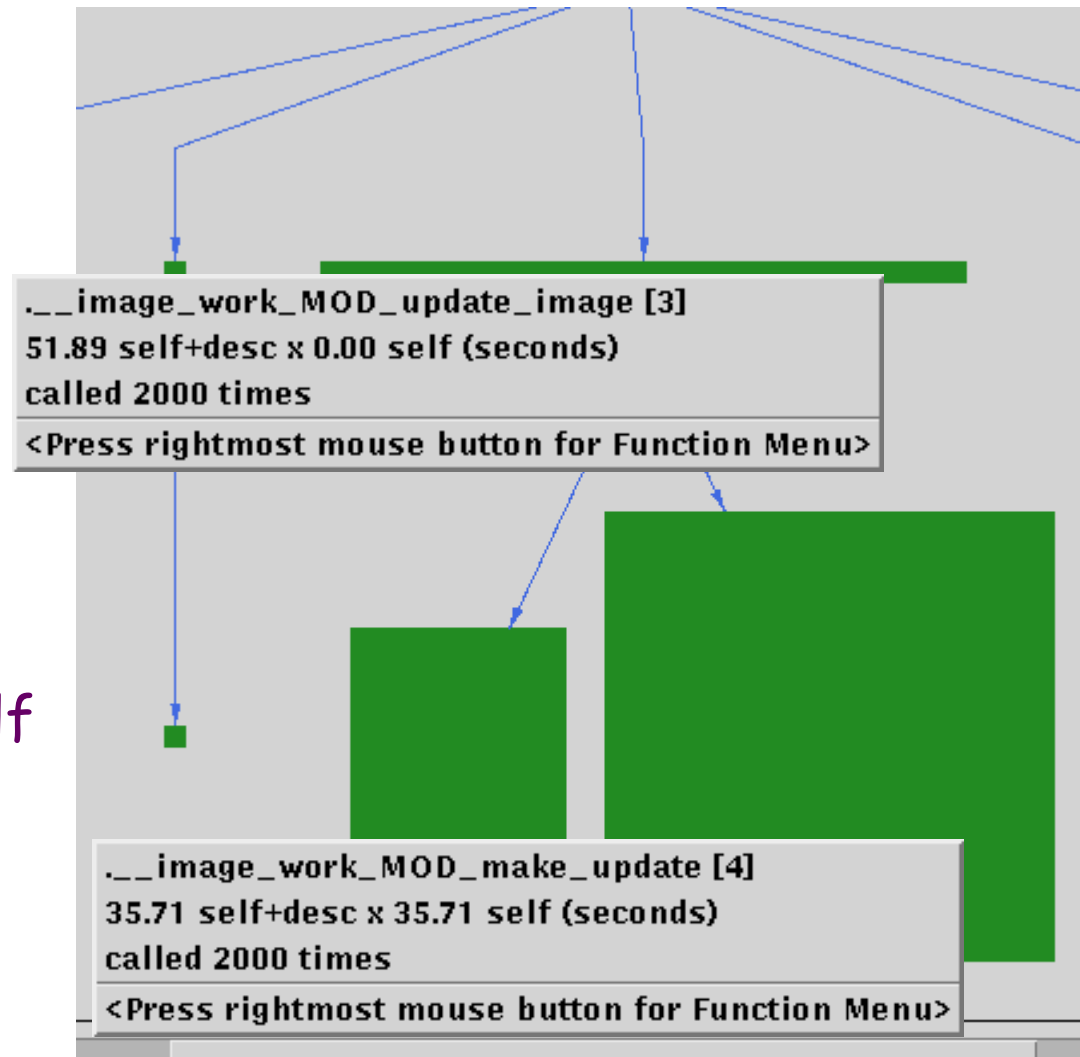 .__image_work_MOD_update_image [3]
51.89 self+desc x 0.00 self (seconds)
called 2000 times
<Press rightmost mouse button for Function Menu>
.__image_work_MOD_make_update [4]
35.71 self+desc x 35.71 self (seconds)
called 2000 times
<Press rightmost mouse button for Function Menu>